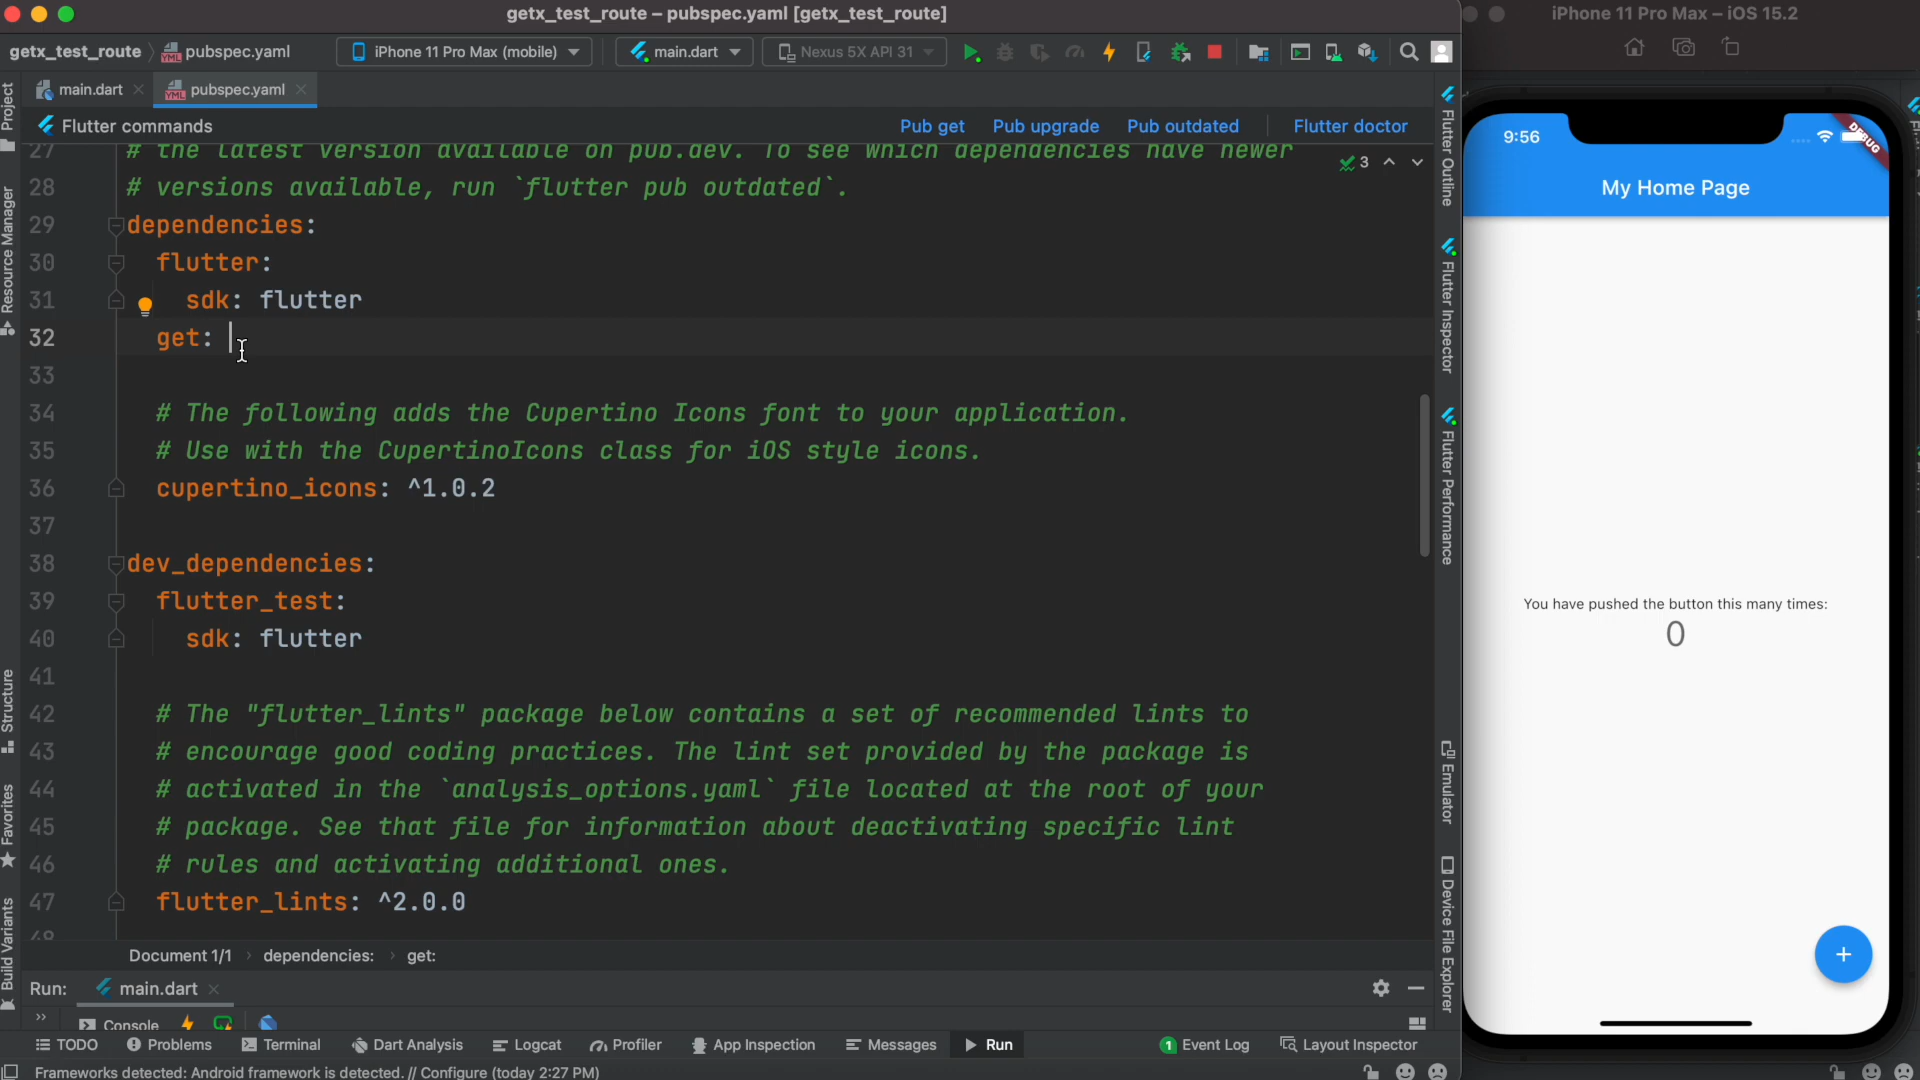 getx_test_route – pubspec.yaml [getx_test_route]
iPhone 11 Pro Max – iOS 15.2
getx_test_route
pubspec.yaml
iPhone 11 Pro Max (mobile)
main.dart
Nexus 5X API 31
main.dart
pubspec.yaml
Flutter commands
Pub get
Pub upgrade
Pub outdated
Flutter doctor
27 # the latest version available on pub.dev. To see which dependencies have newer
3
28 # versions available, run `flutter pub outdated`.
29 dependencies:
30 flutter:
31 sdk: flutter
32 get:
33
34 # The following adds the Cupertino Icons font to your application.
35 # Use with the CupertinoIcons class for iOS style icons.
36 cupertino_icons: ^1.0.2
37
38 dev_dependencies:
39 flutter_test:
40 sdk: flutter
41
42 # The "flutter_lints" package below contains a set of recommended lints to
43 # encourage good coding practices. The lint set provided by the package is
44 # activated in the `analysis_options.yaml` file located at the root of your
45 # package. See that file for information about deactivating specific lint
46 # rules and activating additional ones.
47 flutter_lints: ^2.0.0
48
Document 1/1
dependencies:
get:
Run:
main.dart
Console
TODO
Problems
Terminal
Dart Analysis
Logcat
Profiler
App Inspection
Messages
Run
1 Event Log
Layout Inspector
Frameworks detected: Android framework is detected. // Configure (today 2:27 PM)
Project
Resource Manager
Structure
Favorites
Build Variants
Flutter Outline
Flutter Inspector
Flutter Performance
Emulator
Device File Explorer
9:56
DEBUG
My Home Page
You have pushed the button this many times:
0
+